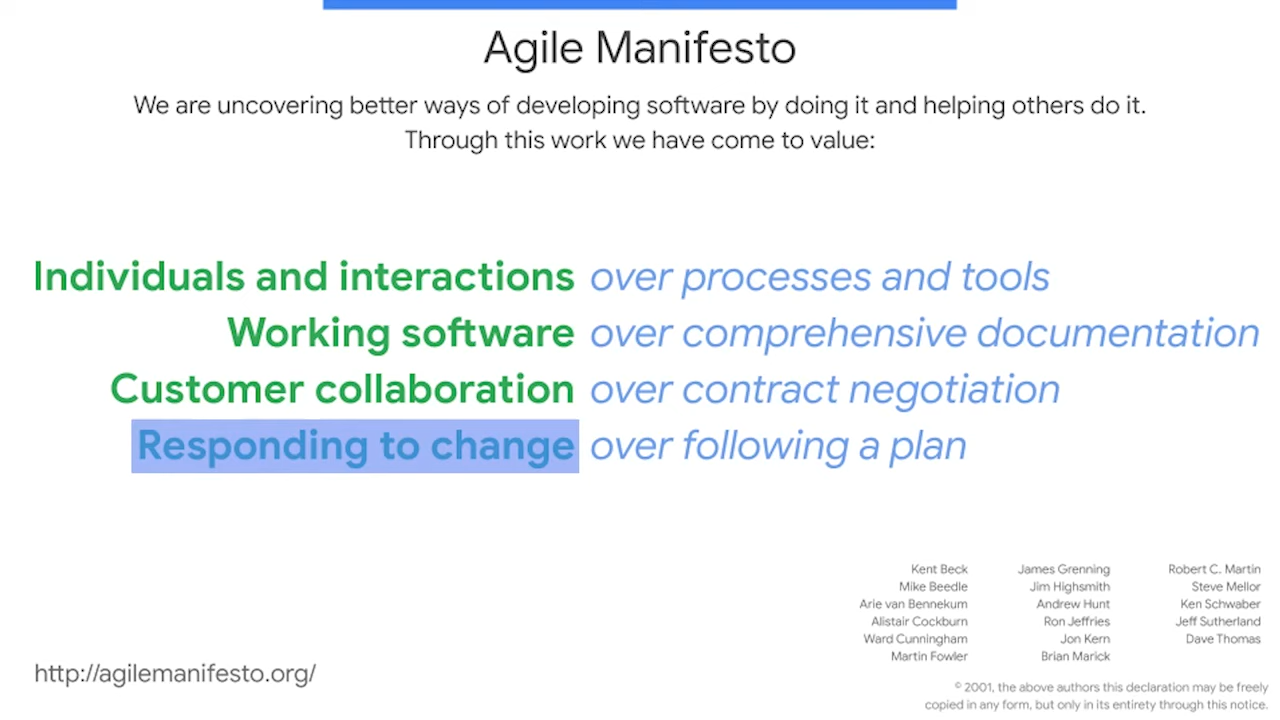 Agile Manifesto
We are uncovering better ways of developing software by doing it and helping others do it.
Through this work we have come to value:
Individuals and interactions over processes and tools
Working software over comprehensive documentation
Customer collaboration over contract negotiation
Responding to change over following a plan
Kent Beck
Mike Beedle
Arie van Bennekum
Alistair Cockburn
Ward Cunningham
Martin Fowler
James Grenning
Jim Highsmith
Andrew Hunt
Ron Jeffries
Jon Kern
Brian Marick
Robert C. Martin
Steve Mellor
Ken Schwaber
Jeff Sutherland
Dave Thomas
http://agilemanifesto.org/
© 2001, the above authors this declaration may be freely
copied in any form, but only in its entirety through this notice.